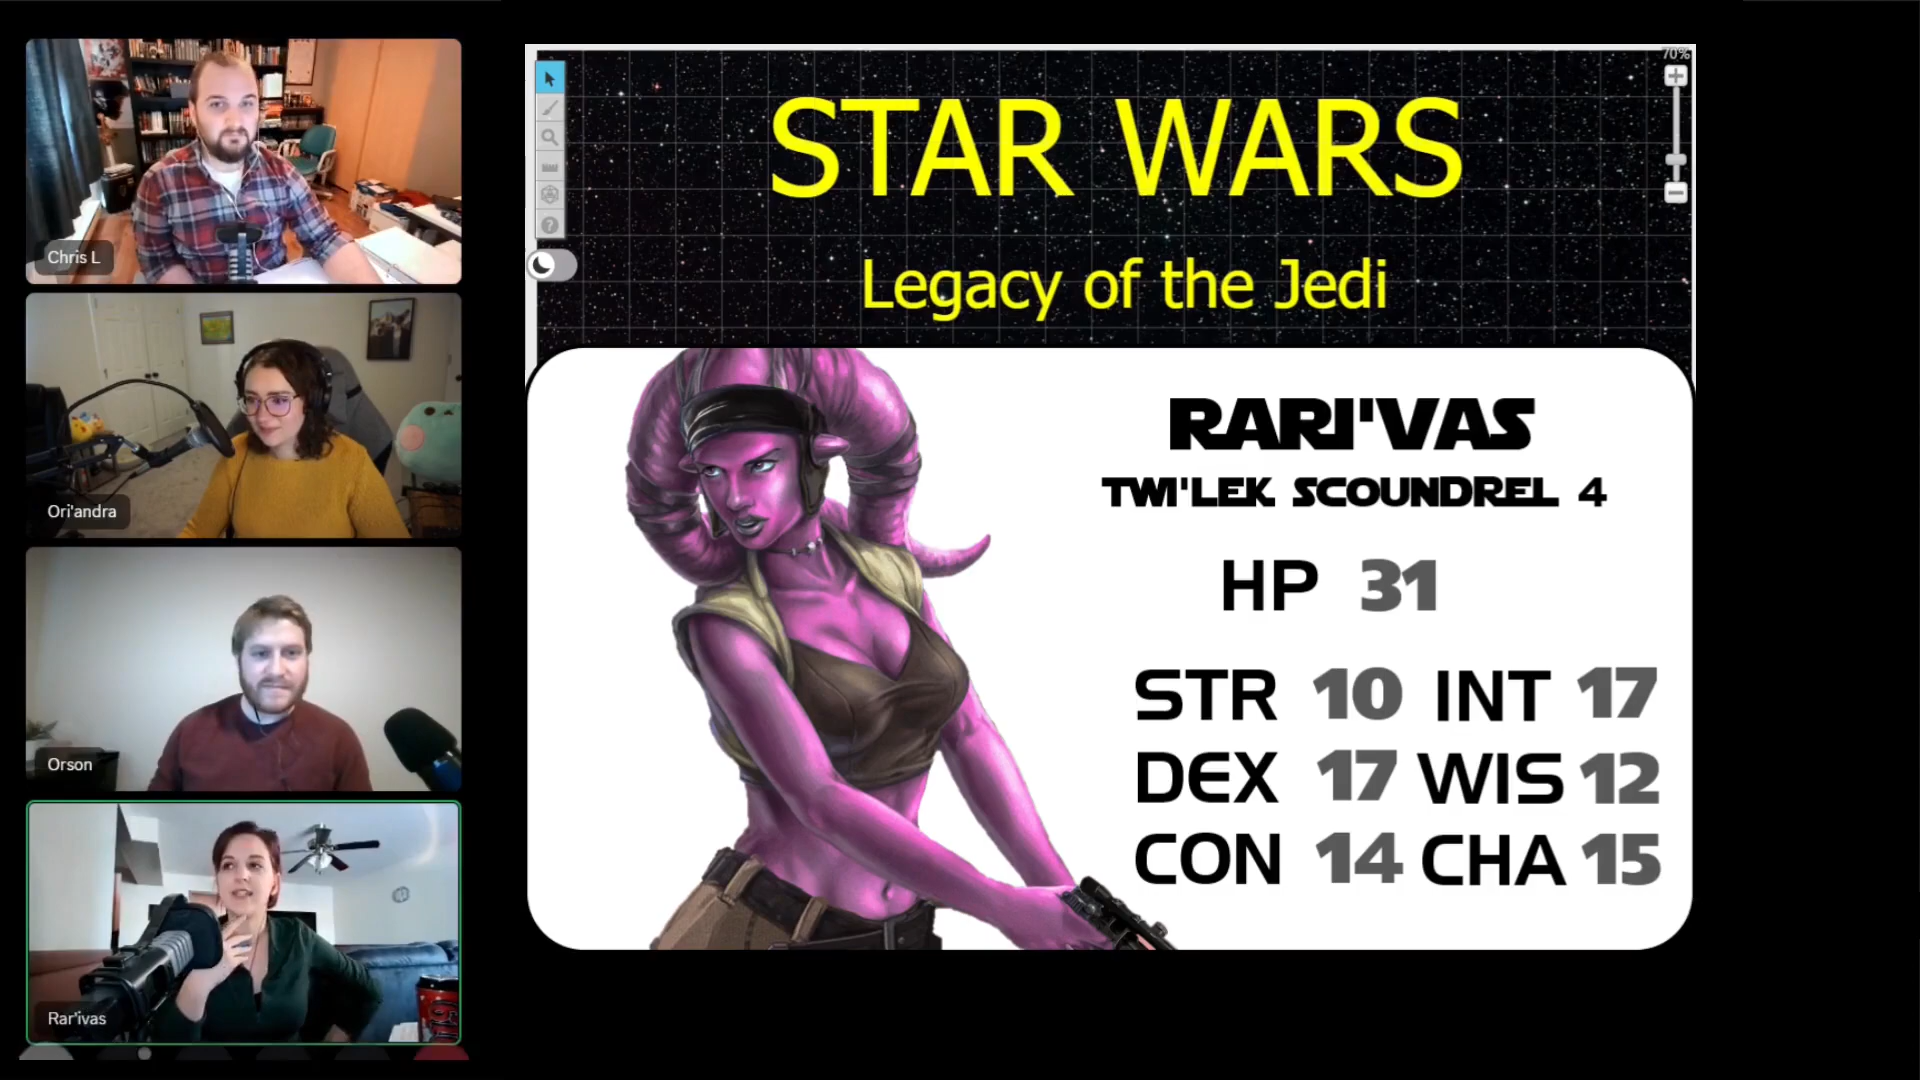 Chris L
Ori'andra
Orson
Rar'ivas
70%
STAR WARS
Legacy of the Jedi
RARI'VAS
TWI'LEK SCOUNDREL 4
HP 31
STR 10 INT 17
DEX 17 WIS 12
CON 14 CHA 15